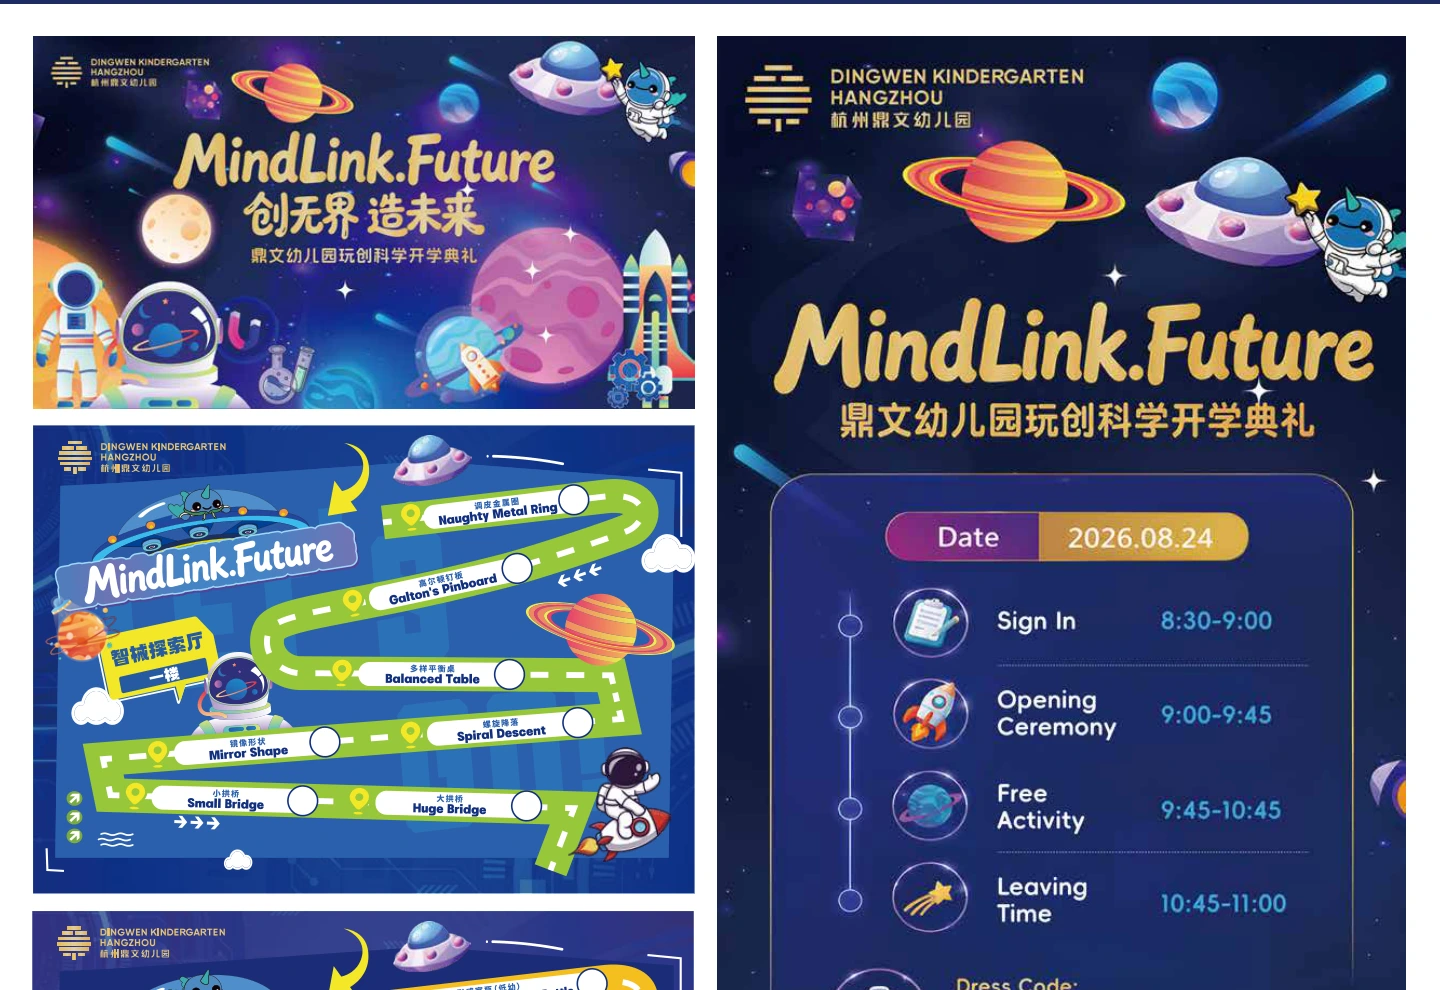 DINGWEN KINDERGARTEN
HANGZHOU
杭州鼎文幼儿园
MindLink.Future
创无界 造未来
鼎文幼儿园玩创科学开学典礼
DINGWEN KINDERGARTEN
HANGZHOU
杭州鼎文幼儿园
MindLink.Future
智械探索厅
一楼
调皮金属圈
Naughty Metal Ring
高尔顿钉板
Galton's Pinboard
多样平衡桌
Balanced Table
螺旋降落
Spiral Descent
镜像形状
Mirror Shape
小拱桥
Small Bridge
大拱桥
Huge Bridge
DINGWEN KINDERGARTEN
HANGZHOU
杭州鼎文幼儿园
(低幼)
DINGWEN KINDERGARTEN
HANGZHOU
杭州鼎文幼儿园
MindLink.Future
鼎文幼儿园玩创科学开学典礼
Date 2026.08.24
Sign In 8:30-9:00
Opening
Ceremony 9:00-9:45
Free
Activity 9:45-10:45
Leaving
Time 10:45-11:00
Dress Code: